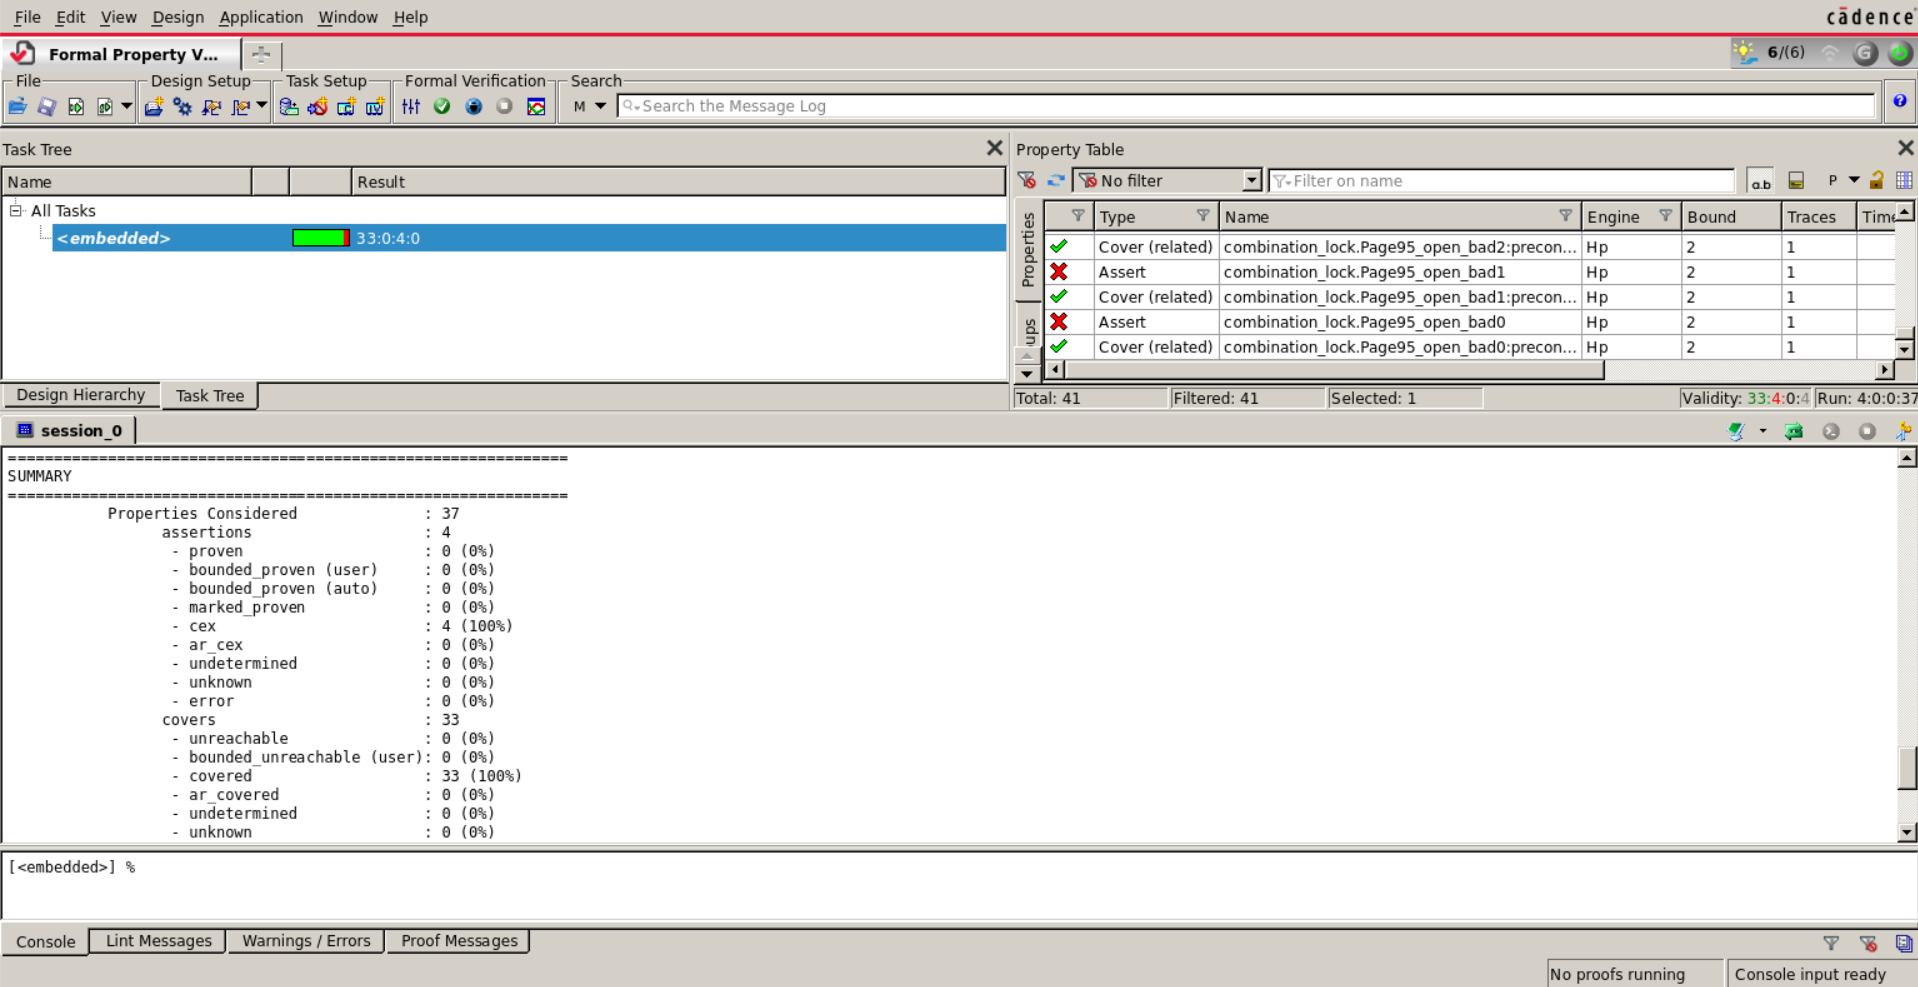 File Edit View Design Application Window Help
cādence
Formal Property V...
6/(6)
File Design Setup Task Setup Formal Verification Search
M Search the Message Log
Task Tree
Name Result
All Tasks
<embedded> 33:0:4:0
Design Hierarchy Task Tree
Property Table
No filter Filter on name a.b P
Properties
ups
Type Name Engine Bound Traces Time
Cover (related) combination_lock.Page95_open_bad2:precon... Hp 2 1
Assert combination_lock.Page95_open_bad1 Hp 2 1
Cover (related) combination_lock.Page95_open_bad1:precon... Hp 2 1
Assert combination_lock.Page95_open_bad0 Hp 2 1
Cover (related) combination_lock.Page95_open_bad0:precon... Hp 2 1
Total: 41 Filtered: 41 Selected: 1 Validity: 33:4:0:4 Run: 4:0:0:37
session_0
==============================================================
SUMMARY
==============================================================
Properties Considered : 37
assertions : 4
- proven : 0 (0%)
- bounded_proven (user) : 0 (0%)
- bounded_proven (auto) : 0 (0%)
- marked_proven : 0 (0%)
- cex : 4 (100%)
- ar_cex : 0 (0%)
- undetermined : 0 (0%)
- unknown : 0 (0%)
- error : 0 (0%)
covers : 33
- unreachable : 0 (0%)
- bounded_unreachable (user): 0 (0%)
- covered : 33 (100%)
- ar_covered : 0 (0%)
- undetermined : 0 (0%)
- unknown : 0 (0%)
[<embedded>] %
Console Lint Messages Warnings / Errors Proof Messages
No proofs running Console input ready